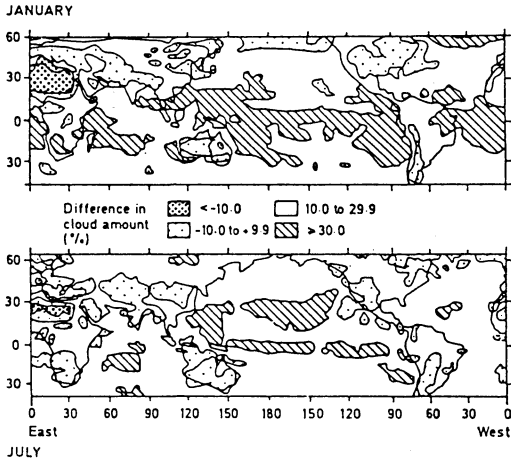 JANUARY
60
30
0
30
Difference in
cloud amount
(%)
< -10.0
10.0 to 29.9
-10.0 to +9.9
≥ 30.0
60
30
0
30
0 30 60 90 120 150 180 150 120 90 60 30 0
East West
JULY